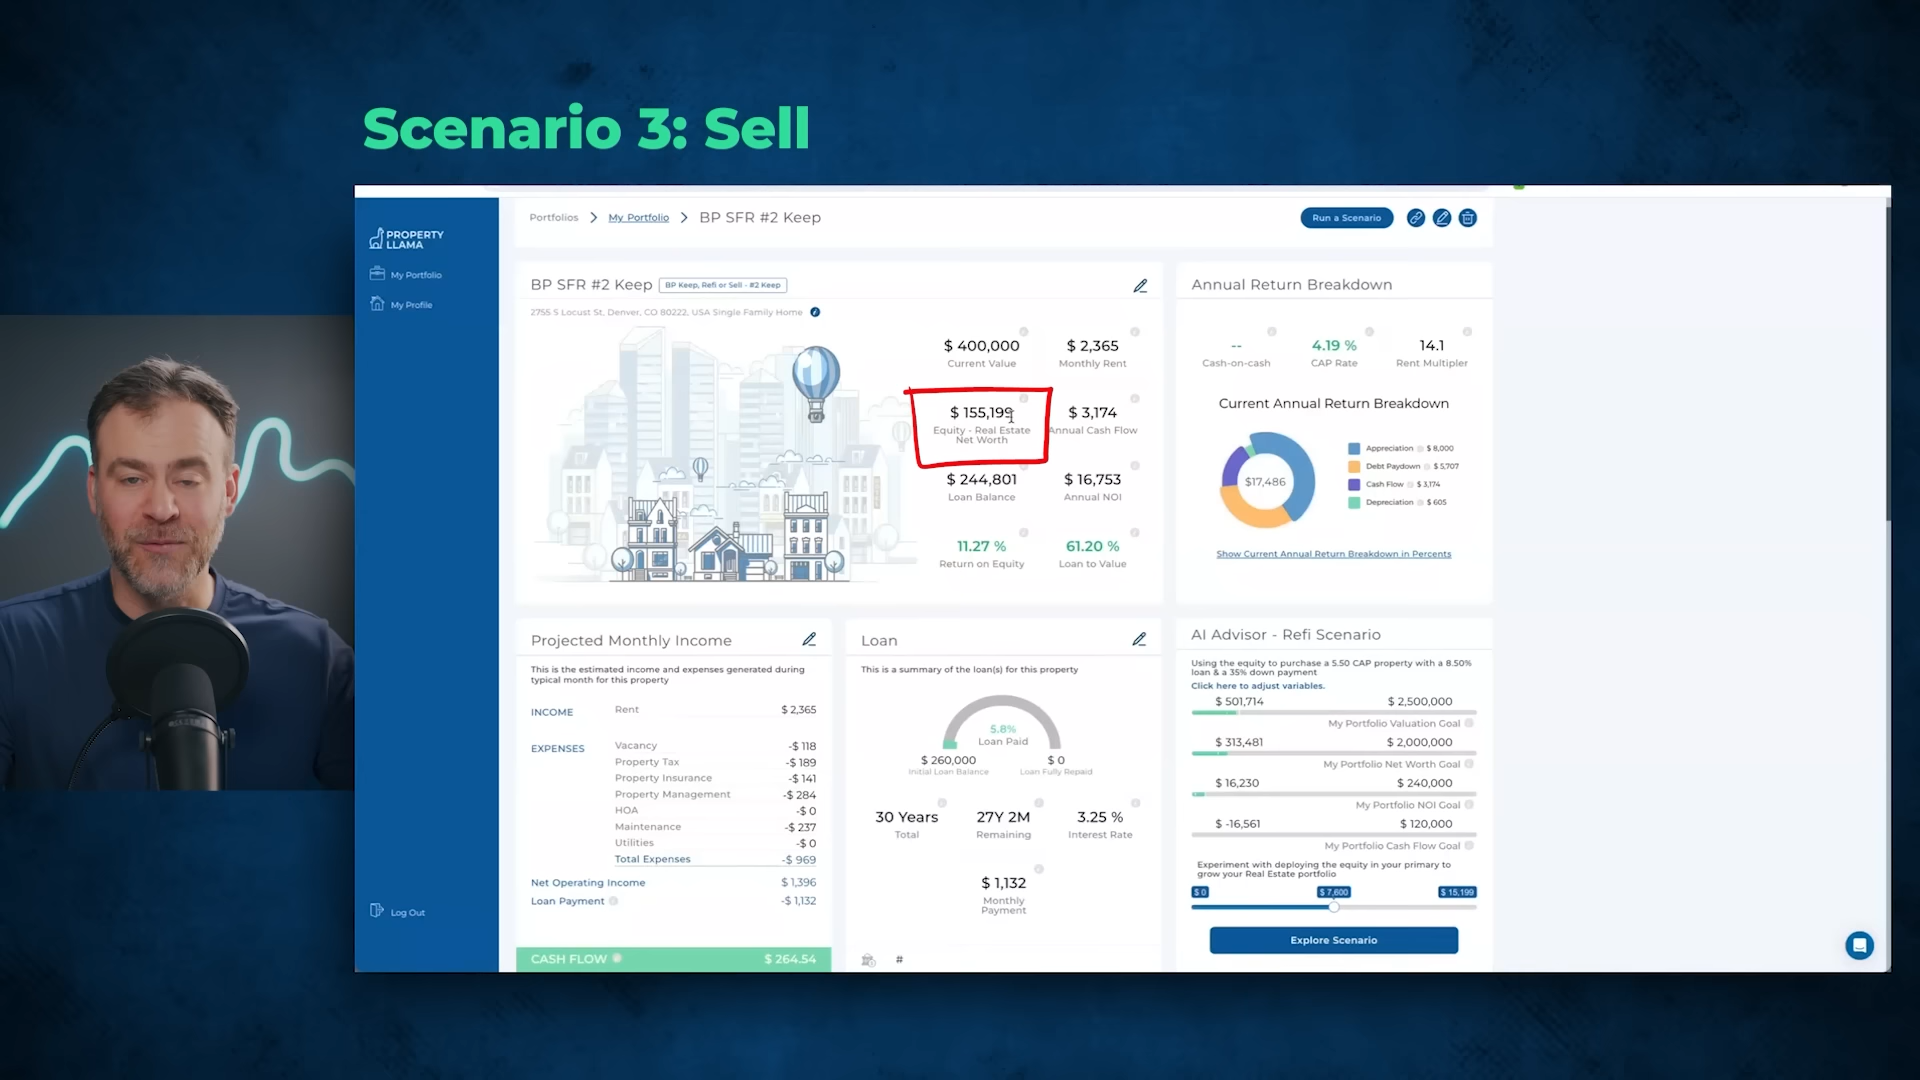 Scenario 3: Sell
PROPERTY
LLAMA
My Portfolio
My Profile
Log Out
Portfolios
My Portfolio
BP SFR #2 Keep
Run a Scenario
BP SFR #2 Keep
BP Keep, Refi or Sell - #2 Keep
2755 S Locust St, Denver, CO 80222, USA Single Family Home
$ 400,000
Current Value
$ 2,365
Monthly Rent
$ 155,199
Equity - Real Estate
Net Worth
$ 3,174
Annual Cash Flow
$ 244,801
Loan Balance
$ 16,753
Annual NOI
11.27 %
Return on Equity
61.20 %
Loan to Value
Annual Return Breakdown
--
Cash-on-cash
4.19 %
CAP Rate
14.1
Rent Multipler
Current Annual Return Breakdown
$17,486
Appreciation $ 8,000
Debt Paydown $ 5,707
Cash Flow $ 3,174
Depreciation $ 605
Show Current Annual Return Breakdown in Percents
Projected Monthly Income
This is the estimated income and expenses generated during
typical month for this property
INCOME
Rent $ 2,365
EXPENSES
Vacancy -$ 118
Property Tax -$ 189
Property Insurance -$ 141
Property Management -$ 284
HOA -$ 0
Maintenance -$ 237
Utilities -$ 0
Total Expenses -$ 969
Net Operating Income $ 1,396
Loan Payment -$ 1,132
CASH FLOW $ 264.54
Loan
This is a summary of the loan(s) for this property
5.8%
Loan Paid
$ 260,000
Initial Loan Balance
$ 0
Loan Fully Repaid
30 Years
Total
27Y 2M
Remaining
3.25 %
Interest Rate
$ 1,132
Monthly
Payment
#
AI Advisor - Refi Scenario
Using the equity to purchase a 5.50 CAP property with a 8.50%
loan & a 35% down payment
Click here to adjust variables.
$ 501,714 $ 2,500,000
My Portfolio Valuation Goal
$ 313,481 $ 2,000,000
My Portfolio Net Worth Goal
$ 16,230 $ 240,000
My Portfolio NOI Goal
$ -16,561 $ 120,000
My Portfolio Cash Flow Goal
Experiment with deploying the equity in your primary to
grow your Real Estate portfolio
$ 0 $ 7,600 $ 15,199
Explore Scenario